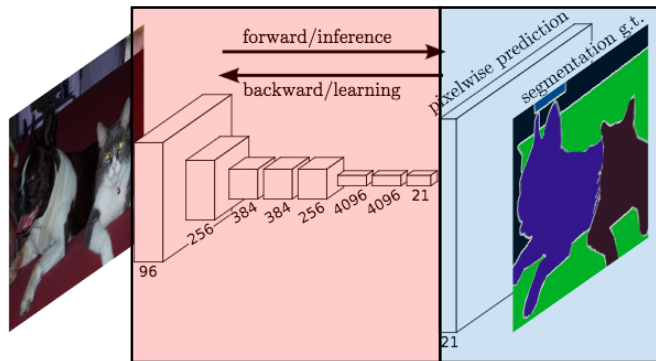 forward/inference
backward/learning
pixelwise prediction
segmentation g.t.
96
256
384
384
256
4096
4096
21
21